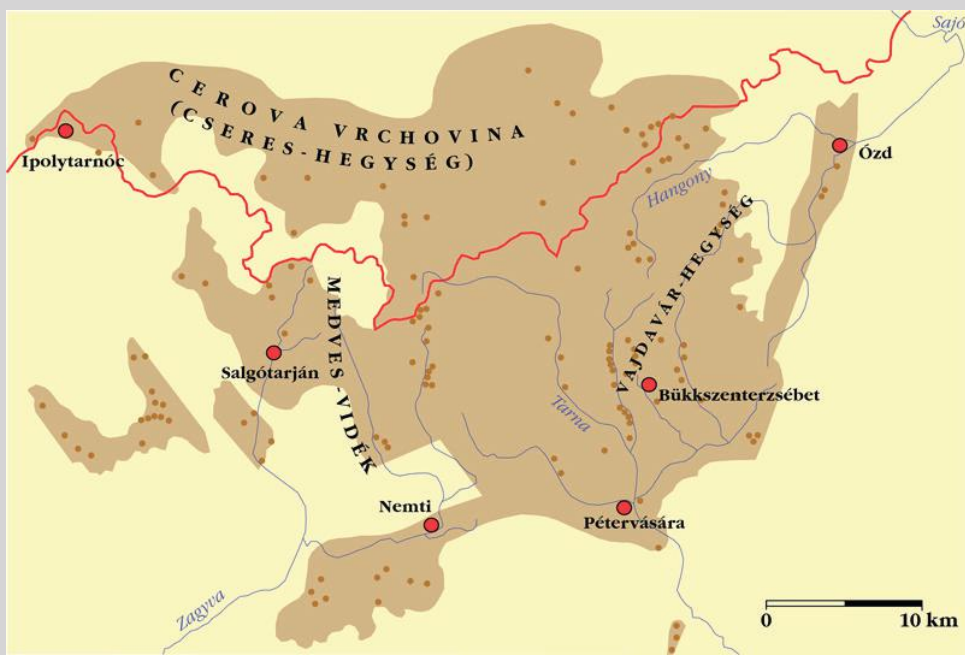 Sajó
CEROVA VRCHOVINA
(CSERES-HEGYSÉG)
Ipolytarnóc
Ózd
Hangony
VAJDAVÁR-HEGYSÉG
MEDVES-VIDÉK
Salgótarján
Bükkszenterzsébet
Tarna
Nemti
Pétervására
Zagyva
0 10 km